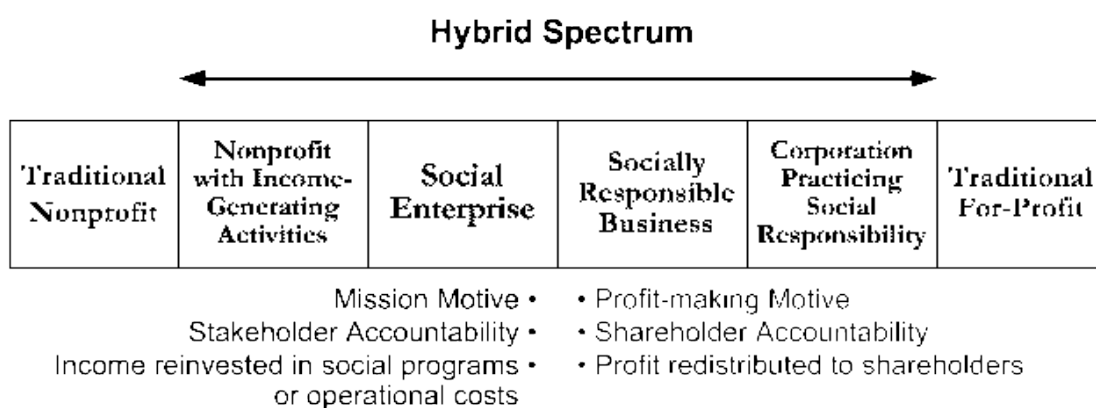 Hybrid Spectrum
Traditional
Nonprofit
Nonprofit
with Income-
Generating
Activities
Social
Enterprise
Socially
Responsible
Business
Corporation
Practicing
Social
Responsibility
Traditional
For-Profit
Mission Motive •
Stakeholder Accountability •
Income reinvested in social programs •
or operational costs
• Profit-making Motive
• Shareholder Accountability
• Profit redistributed to shareholders